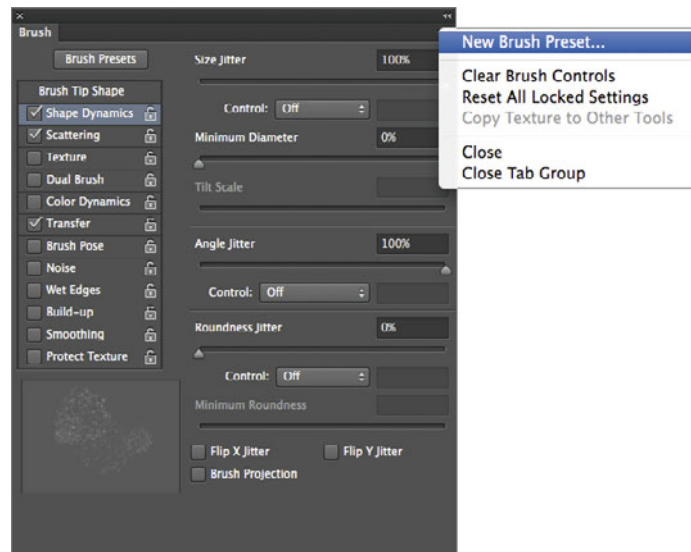 Brush
Brush Presets
Brush Tip Shape
Shape Dynamics
Scattering
Texture
Dual Brush
Color Dynamics
Transfer
Brush Pose
Noise
Wet Edges
Build-up
Smoothing
Protect Texture
Size Jitter 100%
Control: Off
Minimum Diameter 0%
Tilt Scale
Angle Jitter 100%
Control: Off
Roundness Jitter 0%
Control: Off
Minimum Roundness
Flip X Jitter Flip Y Jitter
Brush Projection
New Brush Preset...
Clear Brush Controls
Reset All Locked Settings
Copy Texture to Other Tools
Close
Close Tab Group